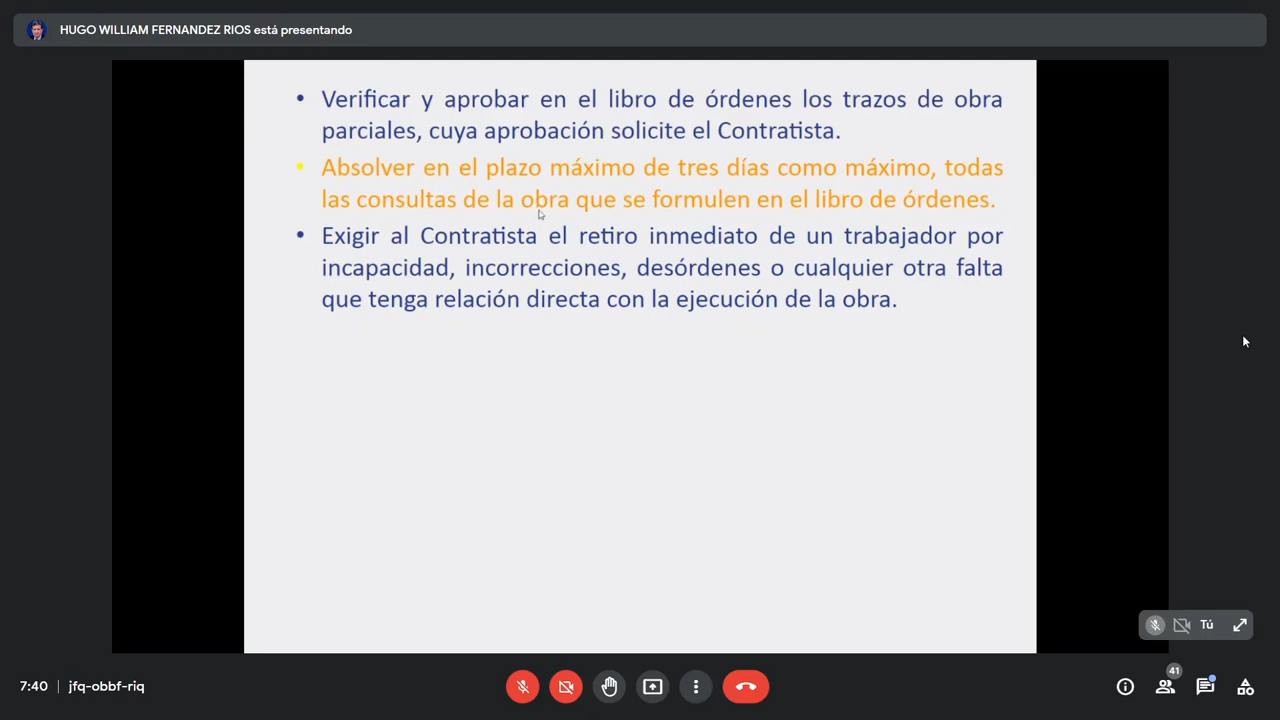 HUGO WILLIAM FERNANDEZ RIOS está presentando
• Verificar y aprobar en el libro de órdenes los trazos de obra
parciales, cuya aprobación solicite el Contratista.
• Absolver en el plazo máximo de tres días como máximo, todas
las consultas de la obra que se formulen en el libro de órdenes.
• Exigir al Contratista el retiro inmediato de un trabajador por
incapacidad, incorrecciones, desórdenes o cualquier otra falta
que tenga relación directa con la ejecución de la obra.
Tú
7:40 | jfq-obbf-riq
41